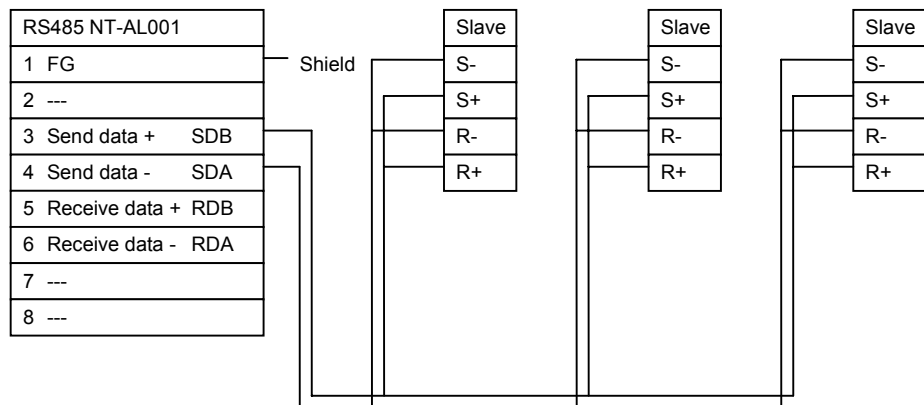 RS485 NT-AL001
1 FG
2 ---
3 Send data + SDB
4 Send data - SDA
5 Receive data + RDB
6 Receive data - RDA
7 ---
8 ---
Shield
Slave
S-
S+
R-
R+
Slave
S-
S+
R-
R+
Slave
S-
S+
R-
R+